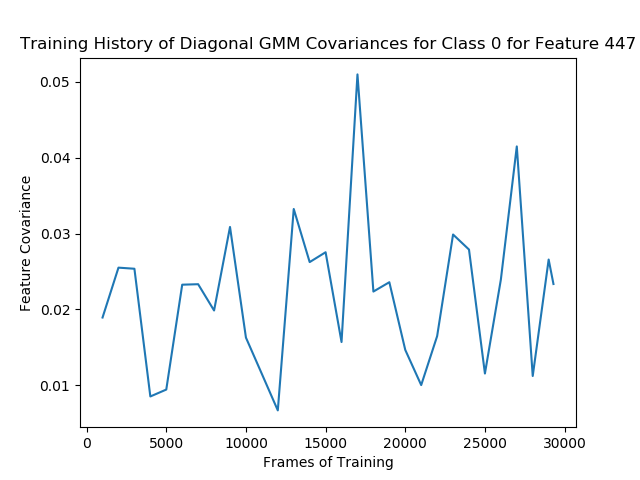 Training History of Diagonal GMM Covariances for Class 0 for Feature 447
0.05
0.04
0.03
0.02
0.01
Feature Covariance
0 5000 10000 15000 20000 25000 30000
Frames of Training